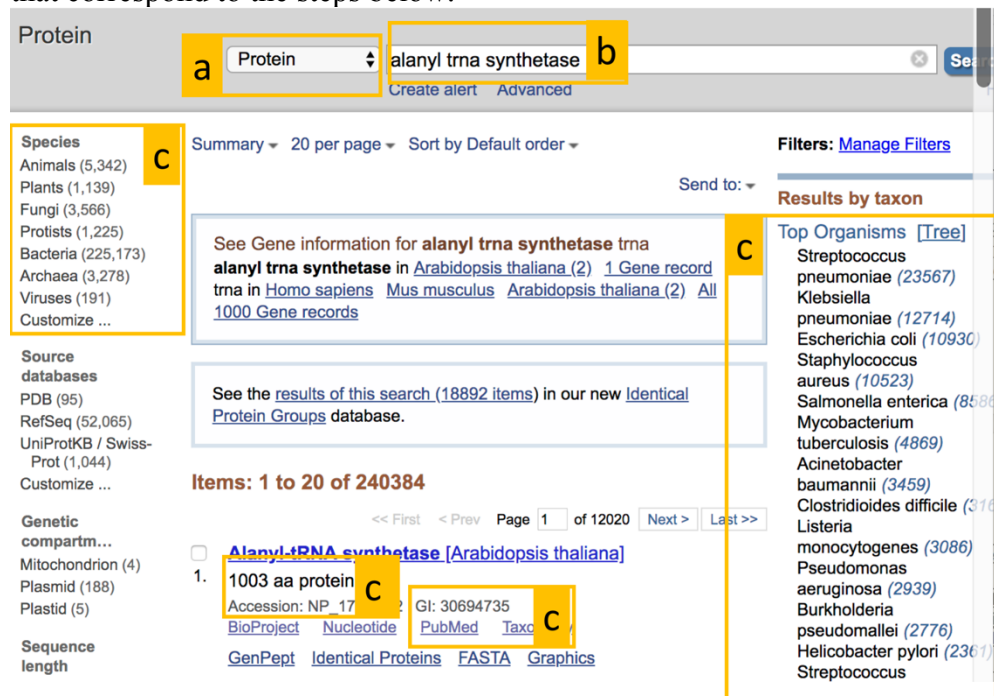 that correspond to the steps below.
Protein
a
Protein
alanyl trna synthetase
b
Create alert Advanced
Species
Animals (5,342)
Plants (1,139)
Fungi (3,566)
Protists (1,225)
Bacteria (225,173)
Archaea (3,278)
Viruses (191)
Customize ...
c
Source
databases
PDB (95)
RefSeq (52,065)
UniProtKB / Swiss-
Prot (1,044)
Customize ...
Genetic
compartm...
Mitochondrion (4)
Plasmid (188)
Plastid (5)
Sequence
length
Summary 20 per page Sort by Default order
Send to:
See Gene information for alanyl trna synthetase trna
alanyl trna synthetase in Arabidopsis thaliana (2) 1 Gene record
trna in Homo sapiens Mus musculus Arabidopsis thaliana (2) All
1000 Gene records
See the results of this search (18892 items) in our new Identical
Protein Groups database.
Items: 1 to 20 of 240384
<< First < Prev Page 1 of 12020 Next > Last >>
Alanyl-tRNA synthetase [Arabidopsis thaliana]
1. 1003 aa protein
c
Accession: GI: 30694735
BioProject Nucleotide PubMed
c
GenPept Identical Proteins FASTA Graphics
Filters: Manage Filters
Results by taxon
c
Top Organisms [Tree]
Streptococcus
pneumoniae (23567)
Klebsiella
pneumoniae (12714)
Escherichia coli (10930)
Staphylococcus
aureus (10523)
Salmonella enterica
Mycobacterium
tuberculosis (4869)
Acinetobacter
baumannii (3459)
Clostridioides difficile
Listeria
monocytogenes (3086)
Pseudomonas
aeruginosa (2939)
Burkholderia
pseudomallei (2776)
Helicobacter pylori (2361)
Streptococcus